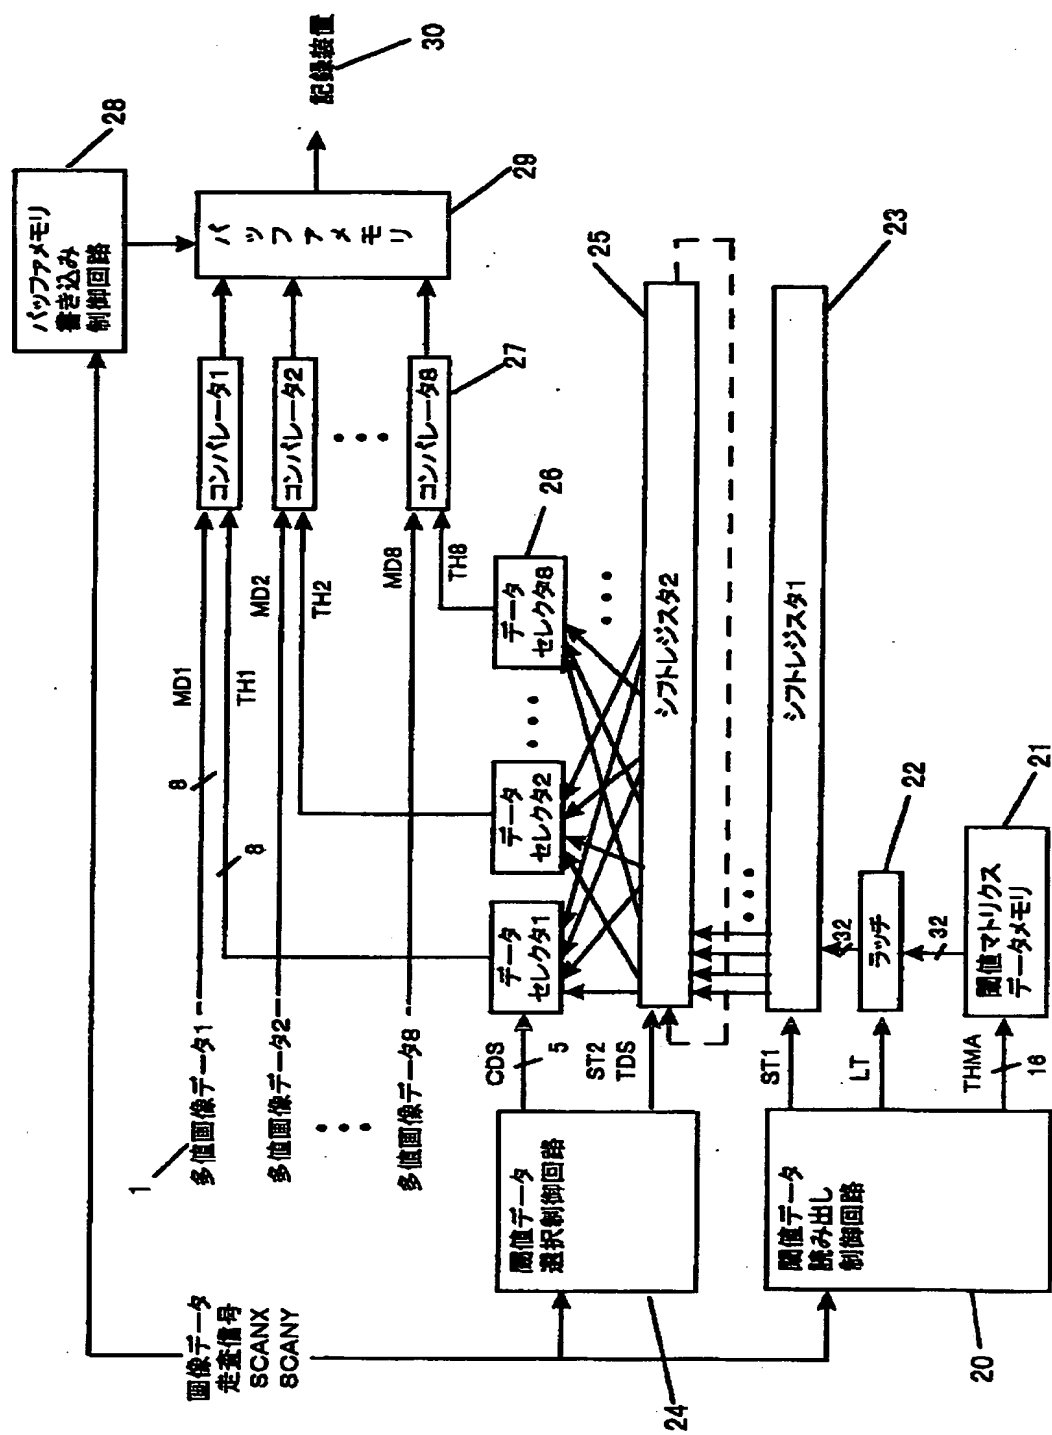 画像データ
走査信号
SCANX
SCANY
1
多値画像データ1
多値画像データ2
多値画像データ8
8
MD1
8
TH1
MD2
TH2
MD8
TH8
コンパレータ1
コンパレータ2
コンパレータ8
27
バッファメモリ
書き込み
制御回路
28
バッファメモリ
29
記録装置
30
閾値データ
選択制御回路
24
CDS
5
ST2
TDS
データ
セレクタ1
データ
セレクタ2
データ
セレクタ8
26
シフトレジスタ2
25
シフトレジスタ1
23
閾値データ
読み出し
制御回路
20
ST1
LT
THMA
16
ラッチ
22
32
32
閾値マトリクス
データメモリ
21